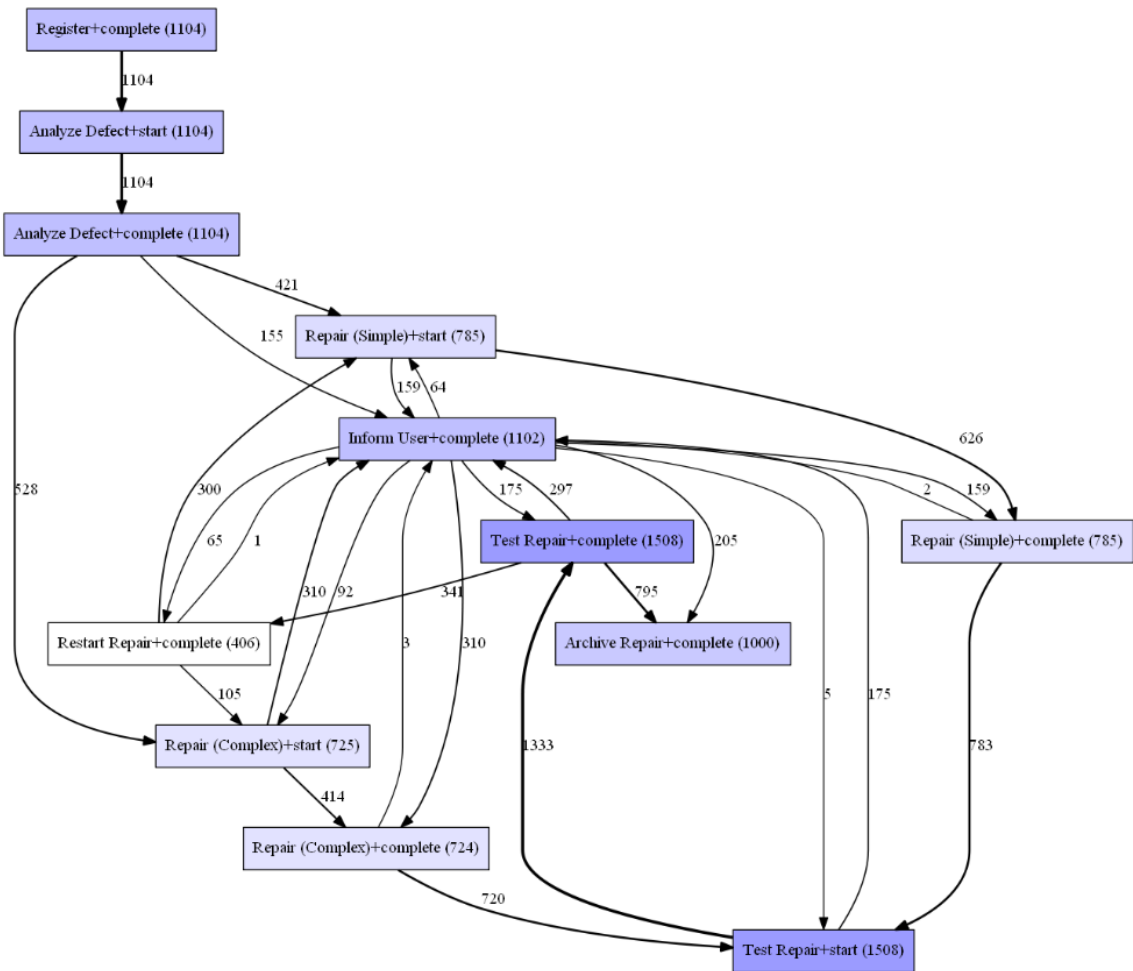 Register+complete (1104)
1104
Analyze Defect+start (1104)
1104
Analyze Defect+complete (1104)
421
155
Repair (Simple)+start (785)
159
64
Inform User+complete (1102)
626
528
300
175
297
2
159
65
1
Test Repair+complete (1508)
205
Repair (Simple)+complete (785)
310
92
341
795
Restart Repair+complete (406)
3
310
Archive Repair+complete (1000)
105
5
175
Repair (Complex)+start (725)
1333
783
414
Repair (Complex)+complete (724)
720
Test Repair+start (1508)